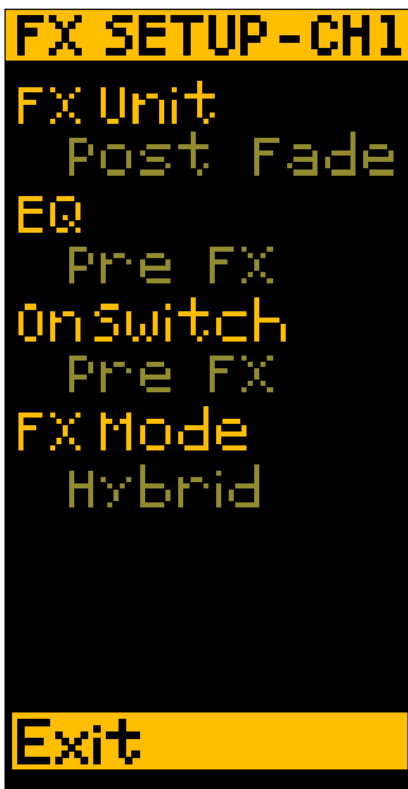 FX SETUP-CH1
FX Unit
Post Fade
EQ
Pre FX
OnSwitch
Pre FX
FX Mode
Hybrid
Exit